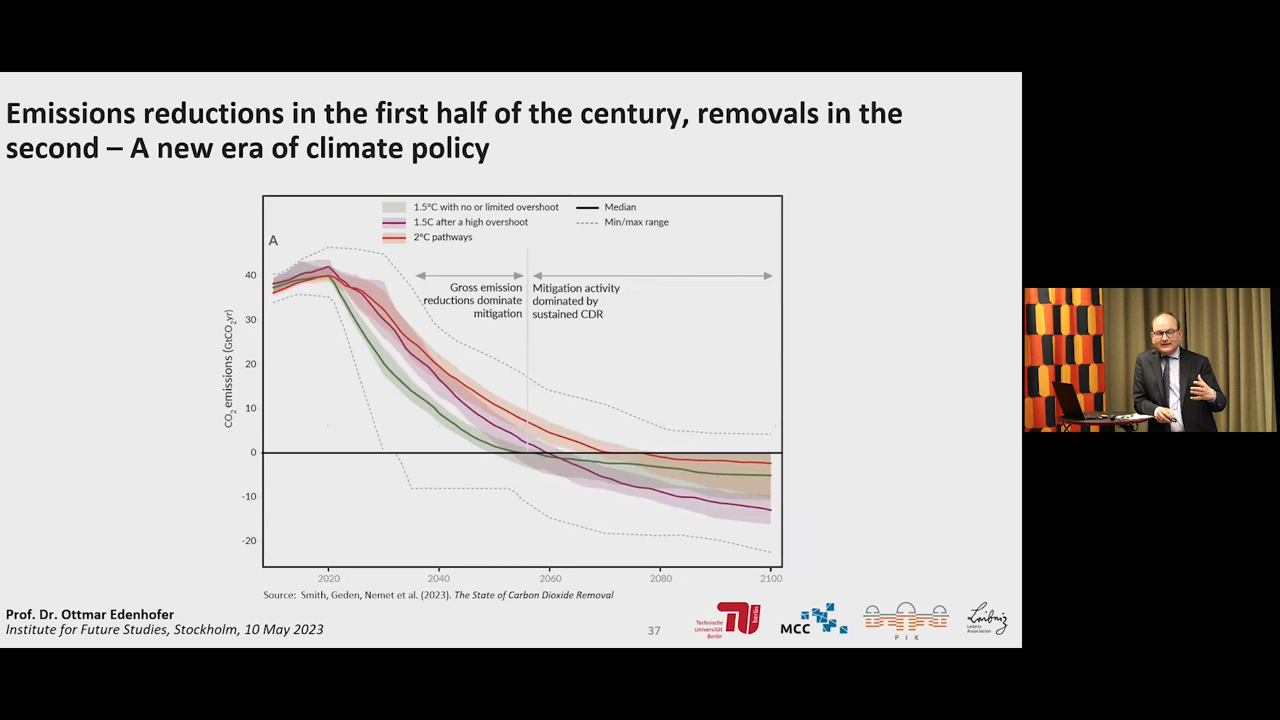 Emissions reductions in the first half of the century, removals in the
second – A new era of climate policy
1.5°C with no or limited overshoot
Median
1.5C after a high overshoot
Min/max range
2°C pathways
A
Gross emission
reductions dominate
mitigation
Mitigation activity
dominated by
sustained CDR
CO2 emissions (GtCO2yr)
40
30
20
10
0
-10
-20
2020
2040
2060
2080
2100
Source: Smith, Geden, Nemet et al. (2023). The State of Carbon Dioxide Removal
Prof. Dr. Ottmar Edenhofer
Institute for Future Studies, Stockholm, 10 May 2023
37
Technische
Universität
Berlin
berlin
MCC
P I K
Leibniz
Leibniz
Association